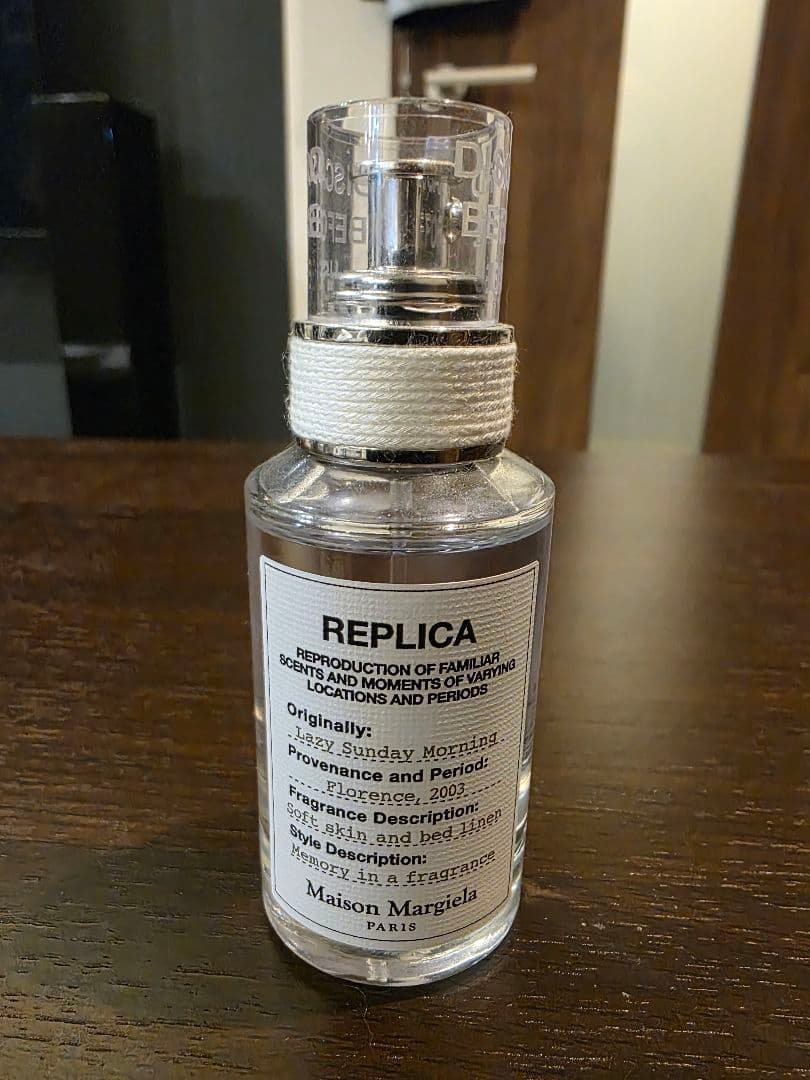 REPLICA
REPRODUCTION OF FAMILIAR
SCENTS AND MOMENTS OF VARYING
LOCATIONS AND PERIODS
Originally:
Lazy Sunday Morning
Provenance and Period:
Florence, 2003
Fragrance Description:
Soft skin and bed linen
Style Description:
Memory in a fragrance
Maison Margiela
PARIS